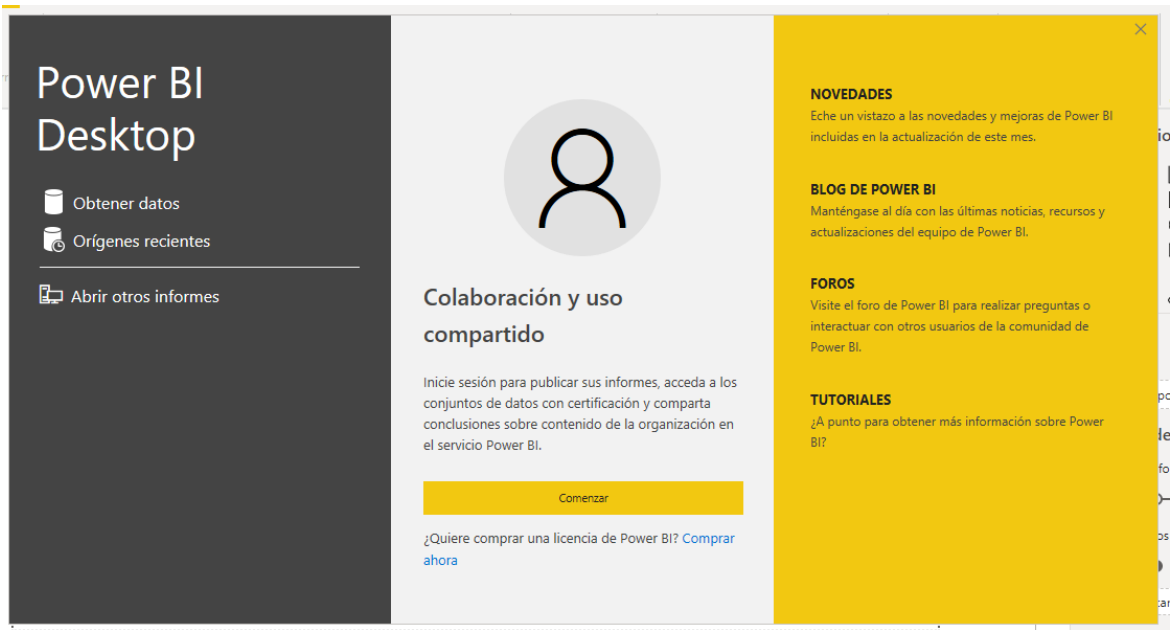 Power BI
Desktop
Obtener datos
Orígenes recientes
Abrir otros informes
Colaboración y uso
compartido
Inicie sesión para publicar sus informes, acceda a los
conjuntos de datos con certificación y comparta
conclusiones sobre contenido de la organización en
el servicio Power BI.
Comenzar
¿Quiere comprar una licencia de Power BI? Comprar
ahora
NOVEDADES
Eche un vistazo a las novedades y mejoras de Power BI
incluidas en la actualización de este mes.
BLOG DE POWER BI
Manténgase al día con las últimas noticias, recursos y
actualizaciones del equipo de Power BI.
FOROS
Visite el foro de Power BI para realizar preguntas o
interactuar con otros usuarios de la comunidad de
Power BI.
TUTORIALES
¿A punto para obtener más información sobre Power
BI?